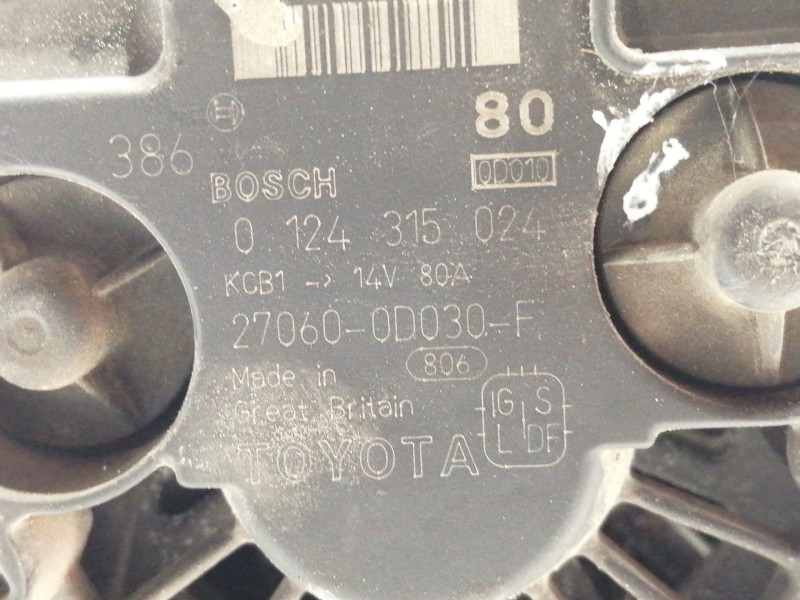 80
386
0D010
BOSCH
0 124 315 024
KCB1 -> 14V 80A
27060-0D030-F
806
Made in
Great Britain
IG S
L DF
TOYOTA